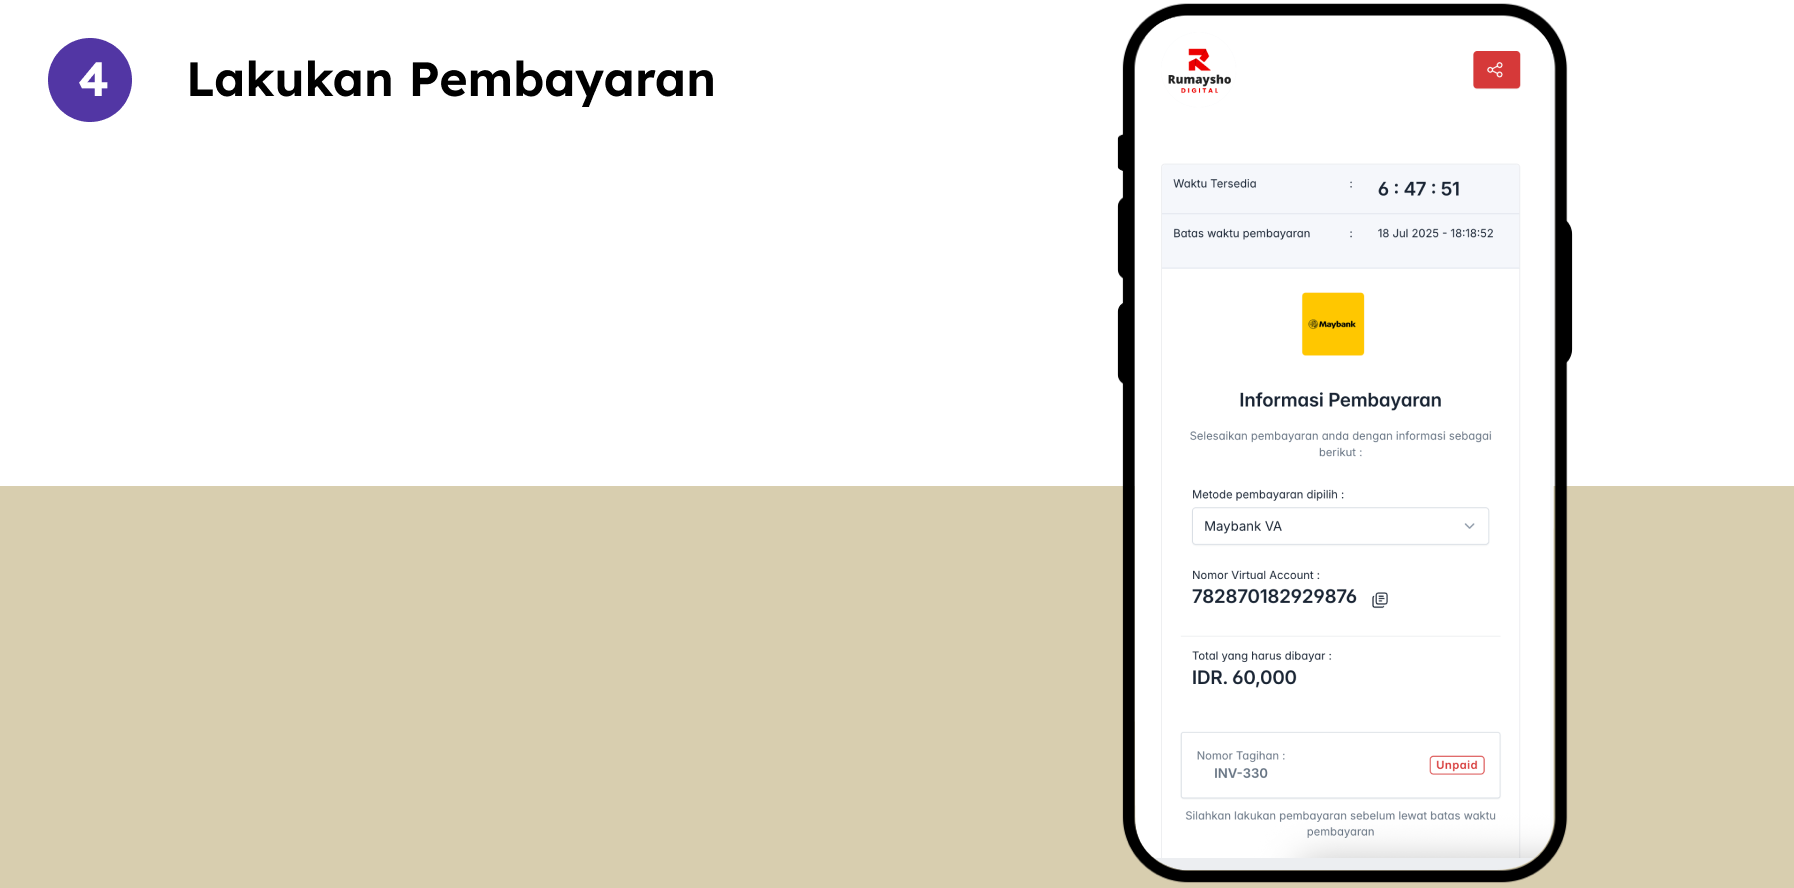 4
Lakukan Pembayaran
Rumaysho
DIGITAL
Waktu Tersedia : 6 : 47 : 51
Batas waktu pembayaran : 18 Jul 2025 - 18:18:52
Maybank
Informasi Pembayaran
Selesaikan pembayaran anda dengan informasi sebagai
berikut :
Metode pembayaran dipilih :
Maybank VA
Nomor Virtual Account :
782870182929876
Total yang harus dibayar :
IDR. 60,000
Nomor Tagihan :
INV-330
Unpaid
Silahkan lakukan pembayaran sebelum lewat batas waktu
pembayaran